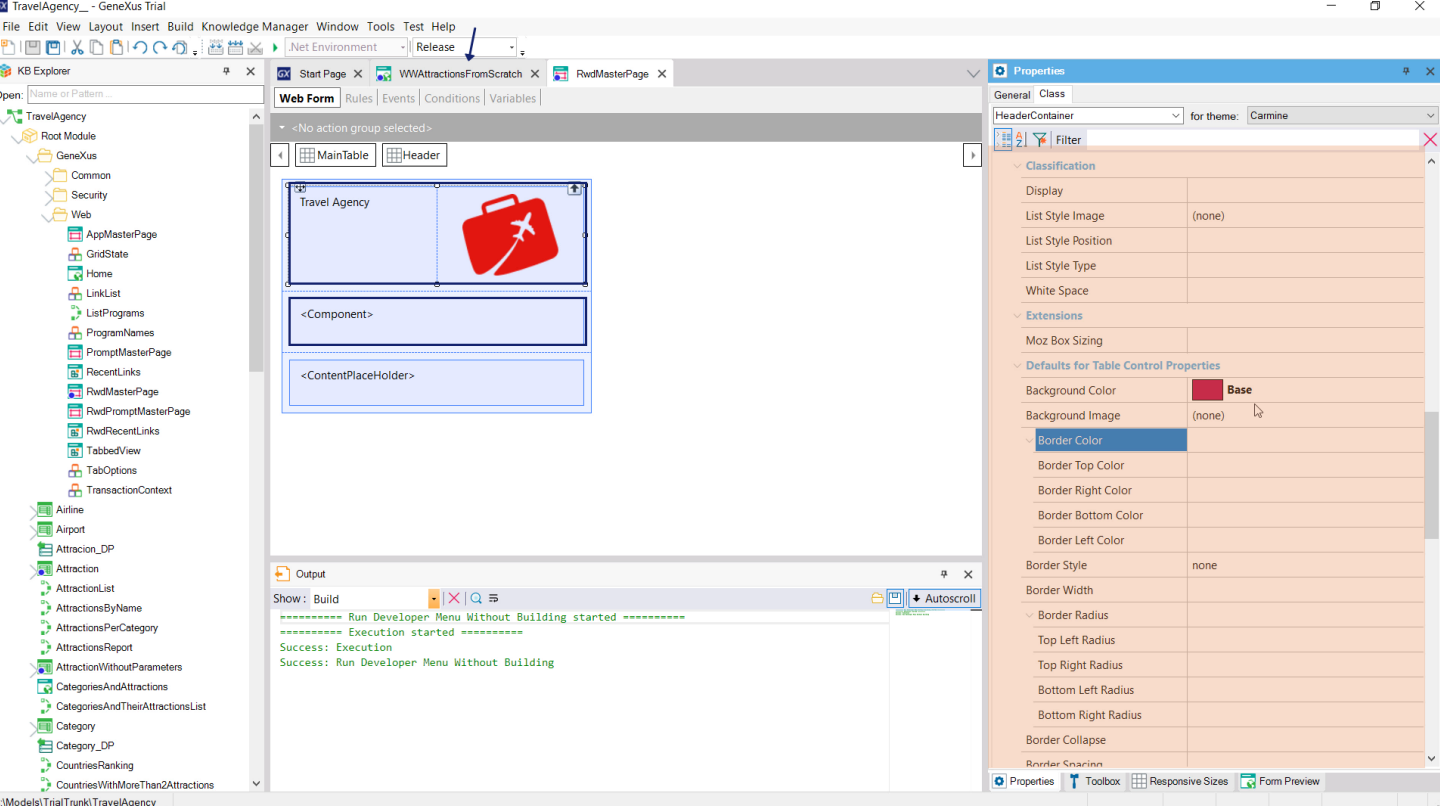 TravelAgency__ - GeneXus Trial
File Edit View Layout Insert Build Knowledge Manager Window Tools Test Help
.Net Environment Release
KB Explorer
Open: Name or Pattern...
TravelAgency
Root Module
GeneXus
Common
Security
Web
AppMasterPage
GridState
Home
LinkList
ListPrograms
ProgramNames
PromptMasterPage
RecentLinks
RwdMasterPage
RwdPromptMasterPage
RwdRecentLinks
TabbedView
TabOptions
TransactionContext
Airline
Airport
Attracion_DP
Attraction
AttractionList
AttractionsByName
AttractionsPerCategory
AttractionsReport
AttractionWithoutParameters
CategoriesAndAttractions
CategoriesAndTheirAttractionsList
Category
Category_DP
CountriesRanking
CountriesWithMoreThan2Attractions
Start Page WWAttractionsFromScratch RwdMasterPage
Web Form Rules Events Conditions Variables
<No action group selected>
MainTable Header
Travel Agency
<Component>
<ContentPlaceHolder>
Output
Show: Build Autoscroll
========== Run Developer Menu Without Building started ==========
========== Execution started ==========
Success: Execution
Success: Run Developer Menu Without Building
Properties
General Class
HeaderContainer for theme: Carmine
Filter
Classification
Display
List Style Image (none)
List Style Position
List Style Type
White Space
Extensions
Moz Box Sizing
Defaults for Table Control Properties
Background Color Base
Background Image (none)
Border Color
Border Top Color
Border Right Color
Border Bottom Color
Border Left Color
Border Style none
Border Width
Border Radius
Top Left Radius
Top Right Radius
Bottom Left Radius
Bottom Right Radius
Border Collapse
Border Spacing
Properties Toolbox Responsive Sizes Form Preview
:\Models\TrialTrunk\TravelAgency